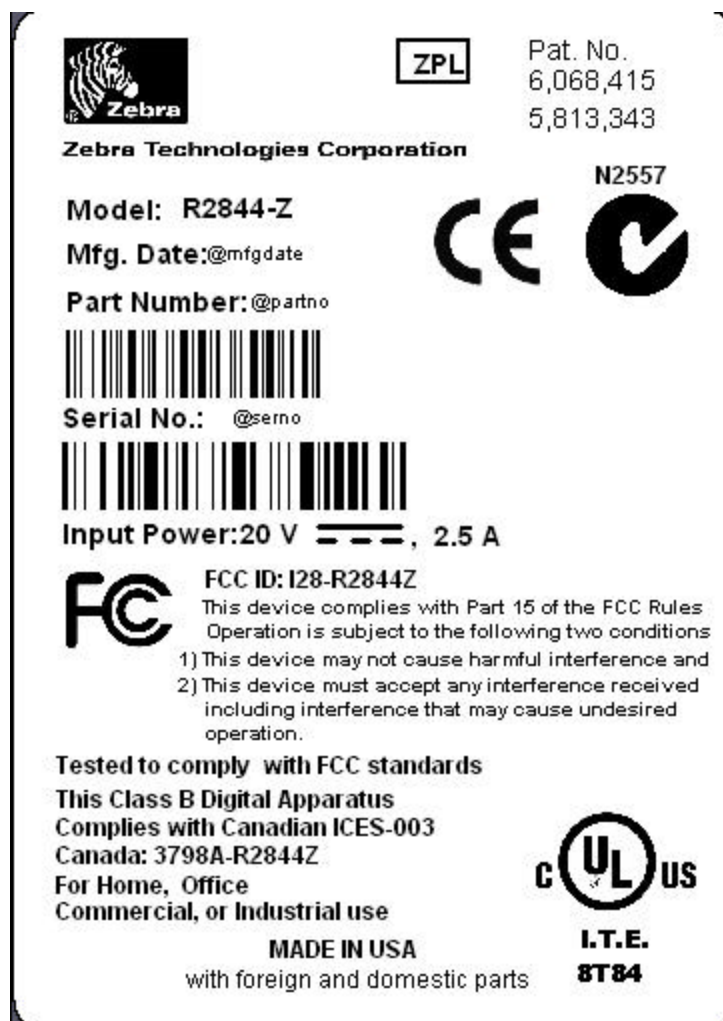 Zebra
ZPL
Pat. No.
6,068,415
5,813,343
Zebra Technologies Corporation
N2557
Model: R2844-Z
CE
Mfg. Date:@mfgdate
Part Number:@partno
Serial No.: @serno
Input Power:20 V , 2.5 A
FC
FCC ID: I28-R2844Z
This device complies with Part 15 of the FCC Rules
Operation is subject to the following two conditions
1) This device may not cause harmful interference and
2) This device must accept any interference received
including interference that may cause undesired
operation.
Tested to comply with FCC standards
This Class B Digital Apparatus
Complies with Canadian ICES-003
Canada: 3798A-R2844Z
For Home, Office
Commercial, or Industrial use
C UL US
I.T.E.
8T84
MADE IN USA
with foreign and domestic parts